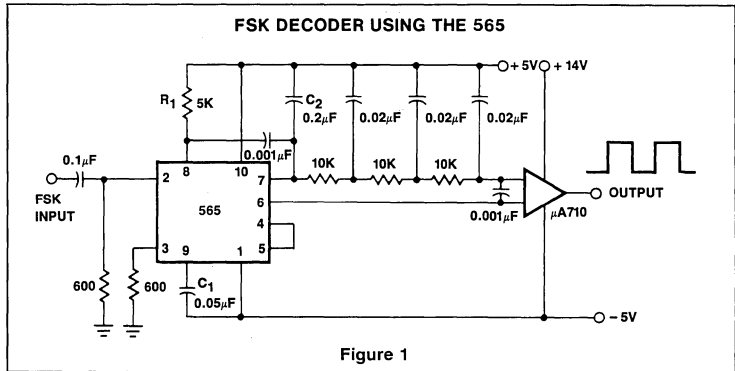 FSK DECODER USING THE 565
+ 5V
+ 14V
R1
5K
C2
0.2µF
0.02µF
0.02µF
0.02µF
0.001µF
0.1µF
8
10
10K
10K
10K
2
7
FSK
INPUT
565
6
0.001µF
µA710
OUTPUT
4
3
9
1
5
600
600
C1
0.05µF
– 5V
Figure 1